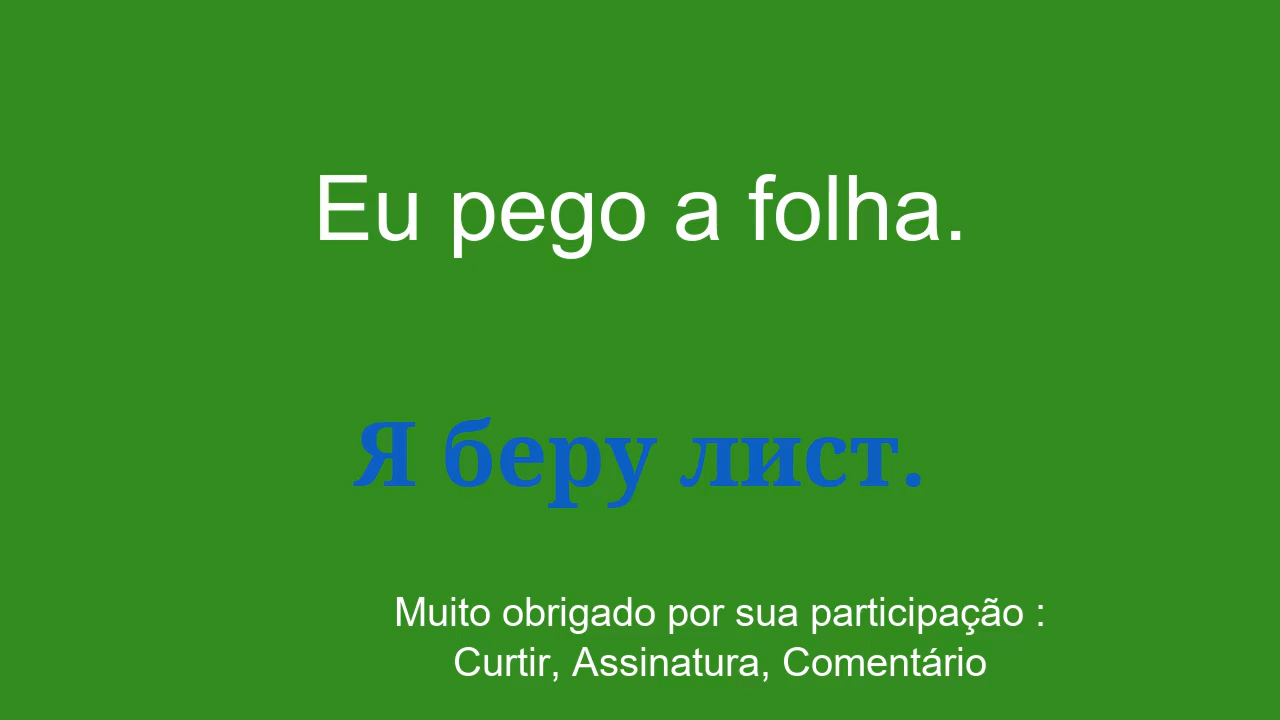 Eu pego a folha.
Я беру лист.
Muito obrigado por sua participação :
Curtir, Assinatura, Comentário